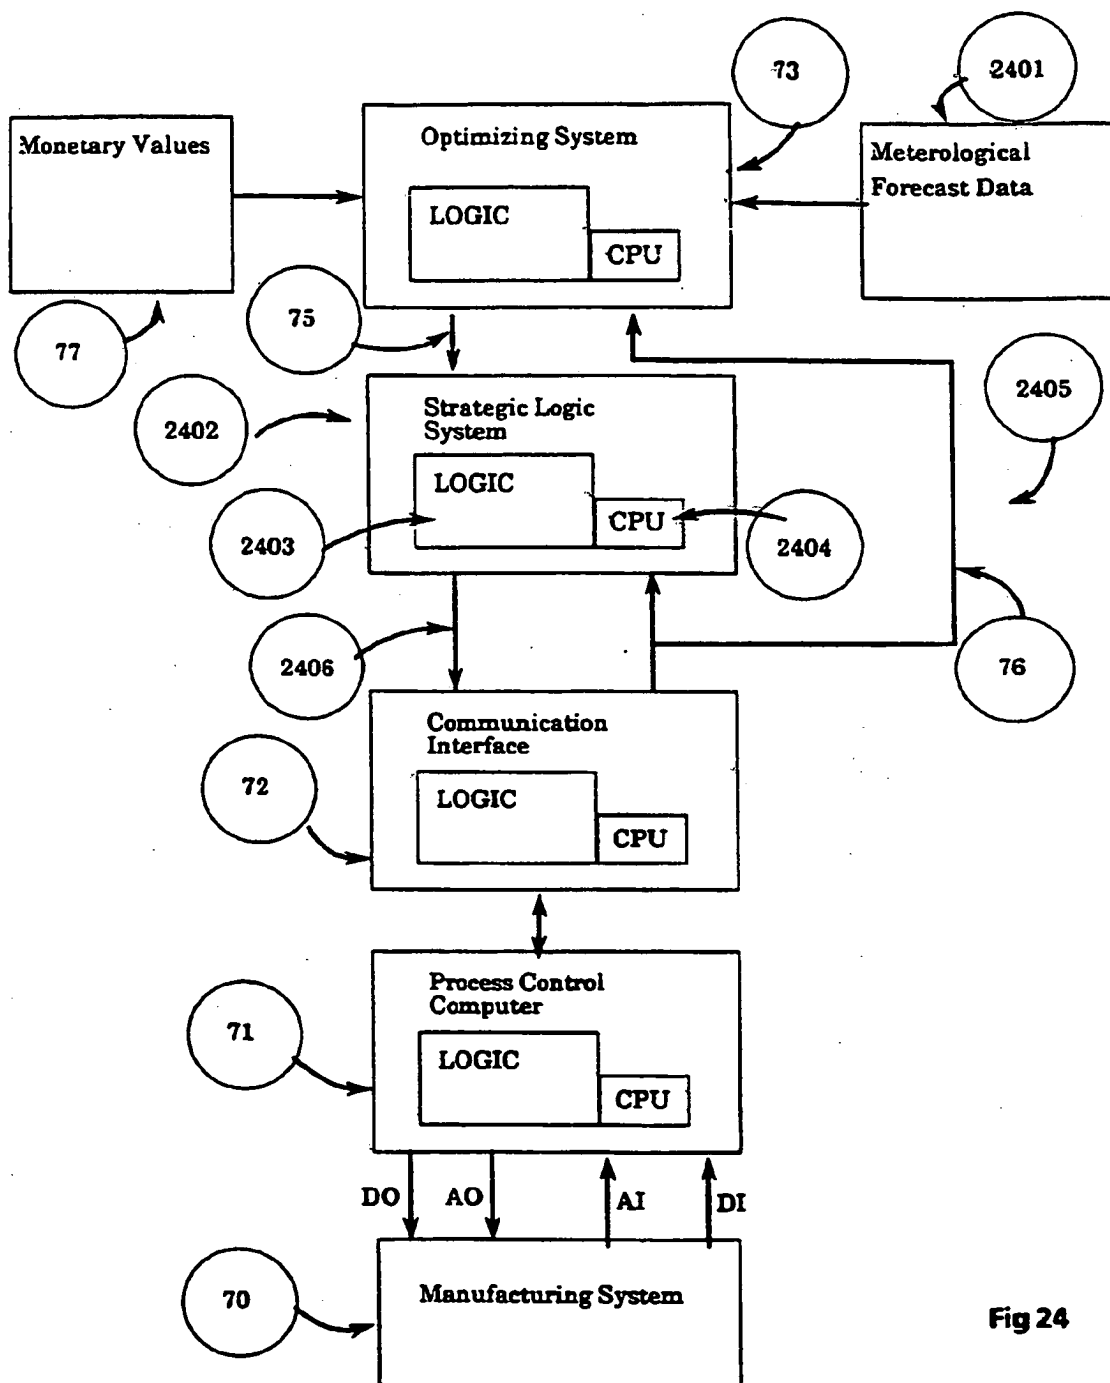 73
2401
Monetary Values
Optimizing System
LOGIC
CPU
Meterological
Forecast Data
77
75
2402
2405
Strategic Logic
System
LOGIC
CPU
2403
2404
2406
76
Communication
Interface
LOGIC
CPU
72
Process Control
Computer
LOGIC
CPU
71
DO
AO
AI
DI
Manufacturing System
70
Fig 24